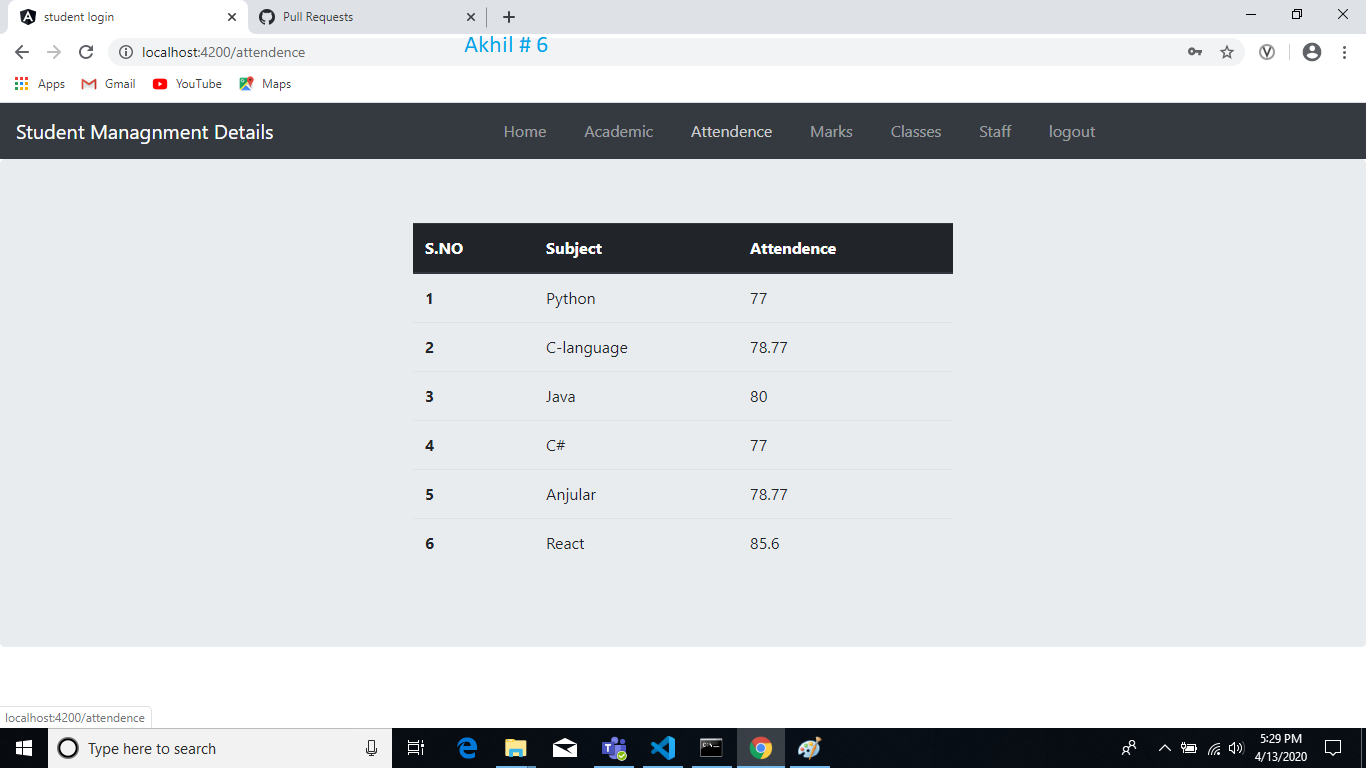 student login
Pull Requests
localhost:4200/attendence
Akhil # 6
Apps Gmail YouTube Maps
Student Managnment Details Home Academic Attendence Marks Classes Staff logout
S.NO Subject Attendence
1 Python 77
2 C-language 78.77
3 Java 80
4 C# 77
5 Anjular 78.77
6 React 85.6
localhost:4200/attendence
Type here to search
5:29 PM
4/13/2020